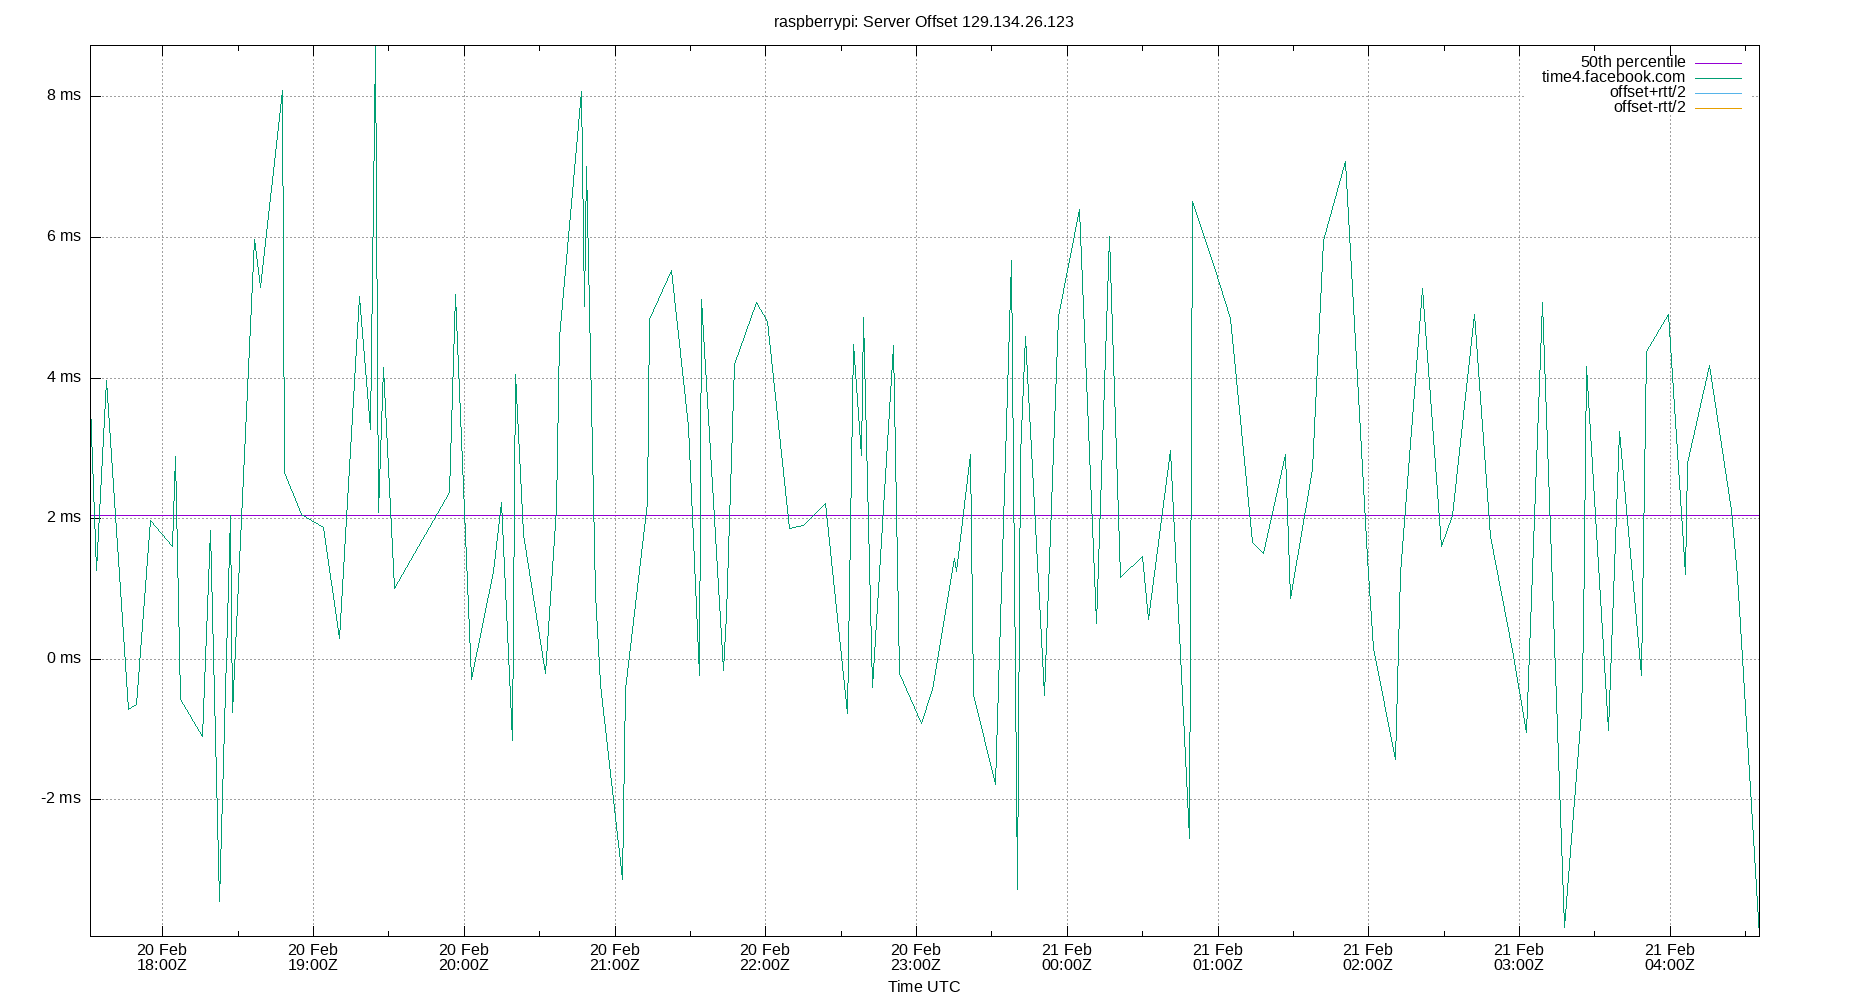 raspberrypi: Server Offset 129.134.26.123
50th percentile
time4.facebook.com
offset+rtt/2
offset-rtt/2
8 ms
6 ms
4 ms
2 ms
0 ms
-2 ms
20 Feb 20 Feb 20 Feb 20 Feb 20 Feb 20 Feb 21 Feb 21 Feb 21 Feb 21 Feb 21 Feb
18:00Z 19:00Z 20:00Z 21:00Z 22:00Z 23:00Z 00:00Z 01:00Z 02:00Z 03:00Z 04:00Z
Time UTC